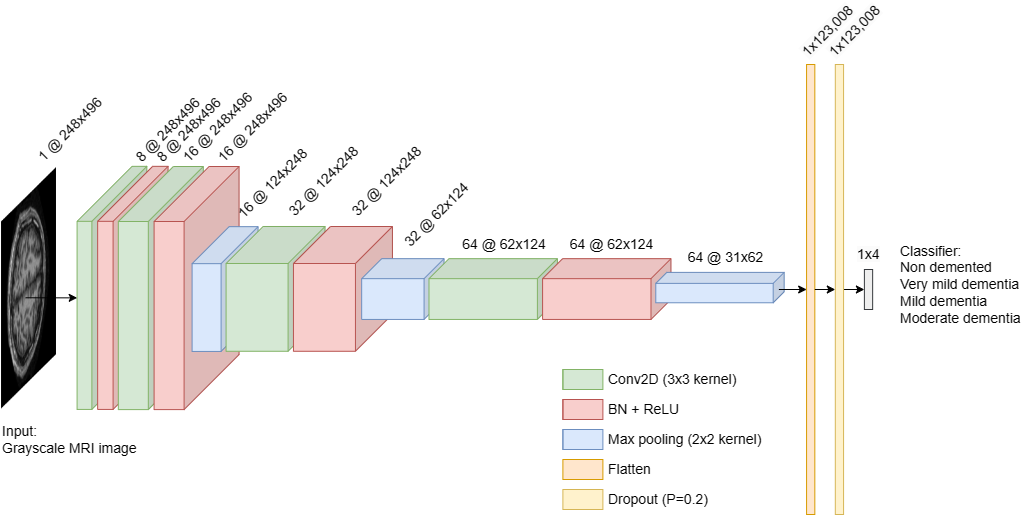 1 @ 248x496
8 @ 248x496
8 @ 248x496
16 @ 248x496
16 @ 248x496
16 @ 124x248
32 @ 124x248
32 @ 124x248
32 @ 62x124
64 @ 62x124
64 @ 62x124
64 @ 31x62
1x123,008
1x123,008
1x4
Classifier:
Non demented
Very mild dementia
Mild dementia
Moderate dementia
Input:
Grayscale MRI image
Conv2D (3x3 kernel)
BN + ReLU
Max pooling (2x2 kernel)
Flatten
Dropout (P=0.2)